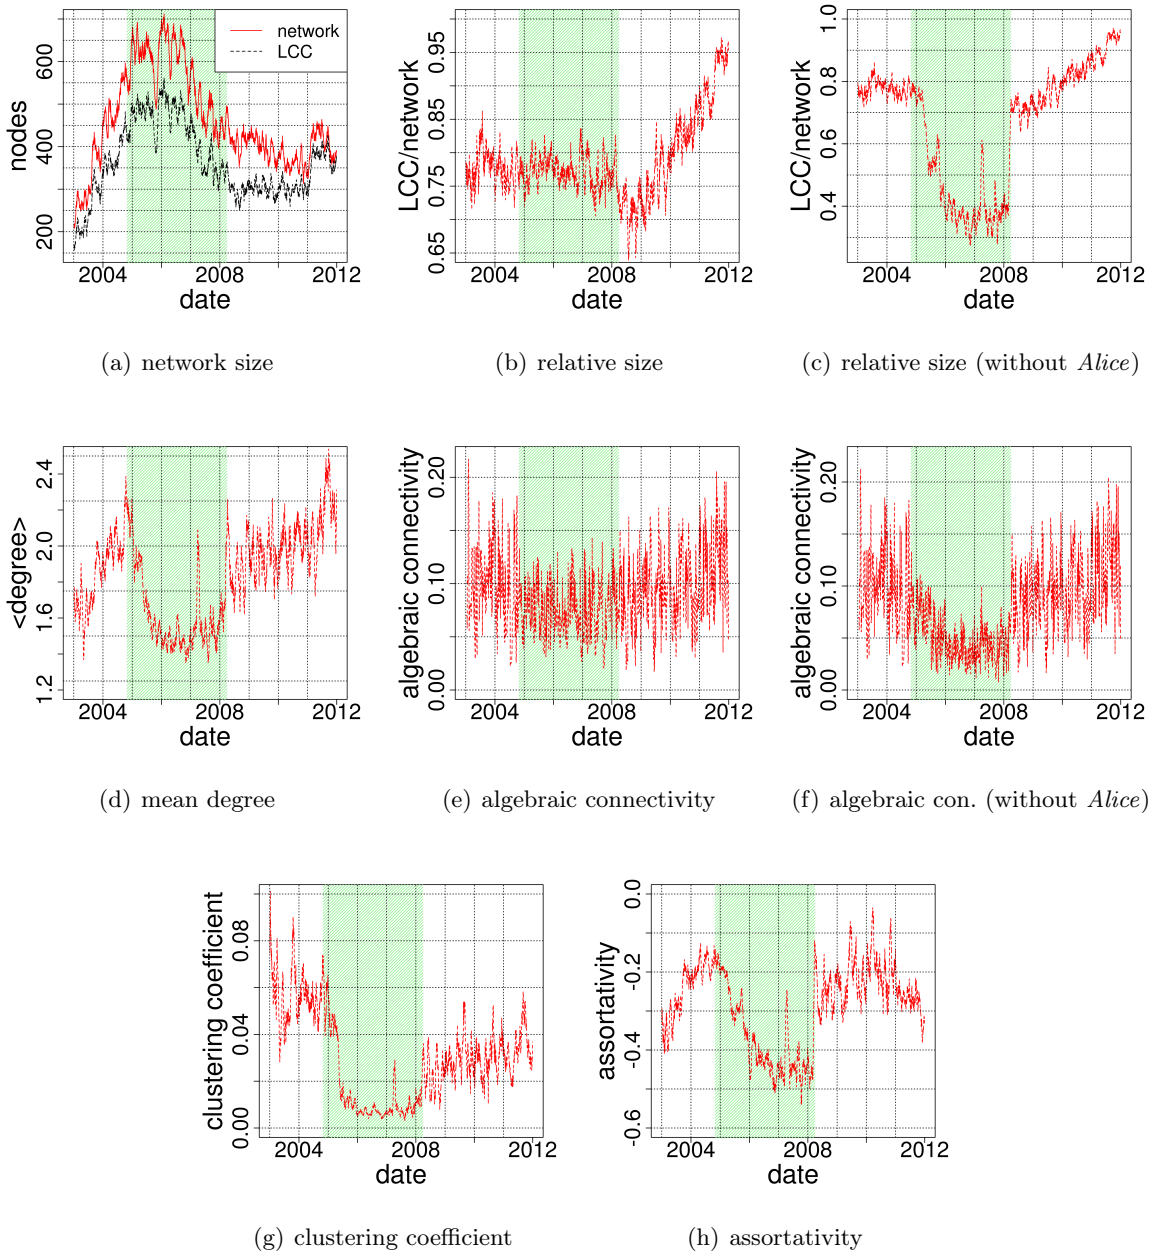 network
LCC
nodes
200
400
600
2004
2008
2012
date
(a) network size
LCC/network
0.65
0.75
0.85
0.95
2004
2008
2012
date
(b) relative size
LCC/network
0.4
0.6
0.8
1.0
2004
2008
2012
date
(c) relative size (without Alice)
<degree>
1.2
1.6
2.0
2.4
2004
2008
2012
date
(d) mean degree
algebraic connectivity
0.00
0.10
0.20
2004
2008
2012
date
(e) algebraic connectivity
algebraic connectivity
0.00
0.10
0.20
2004
2008
2012
date
(f) algebraic con. (without Alice)
clustering coefficient
0.00
0.04
0.08
2004
2008
2012
date
(g) clustering coefficient
assortativity
-0.6
-0.4
-0.2
0.0
2004
2008
2012
date
(h) assortativity